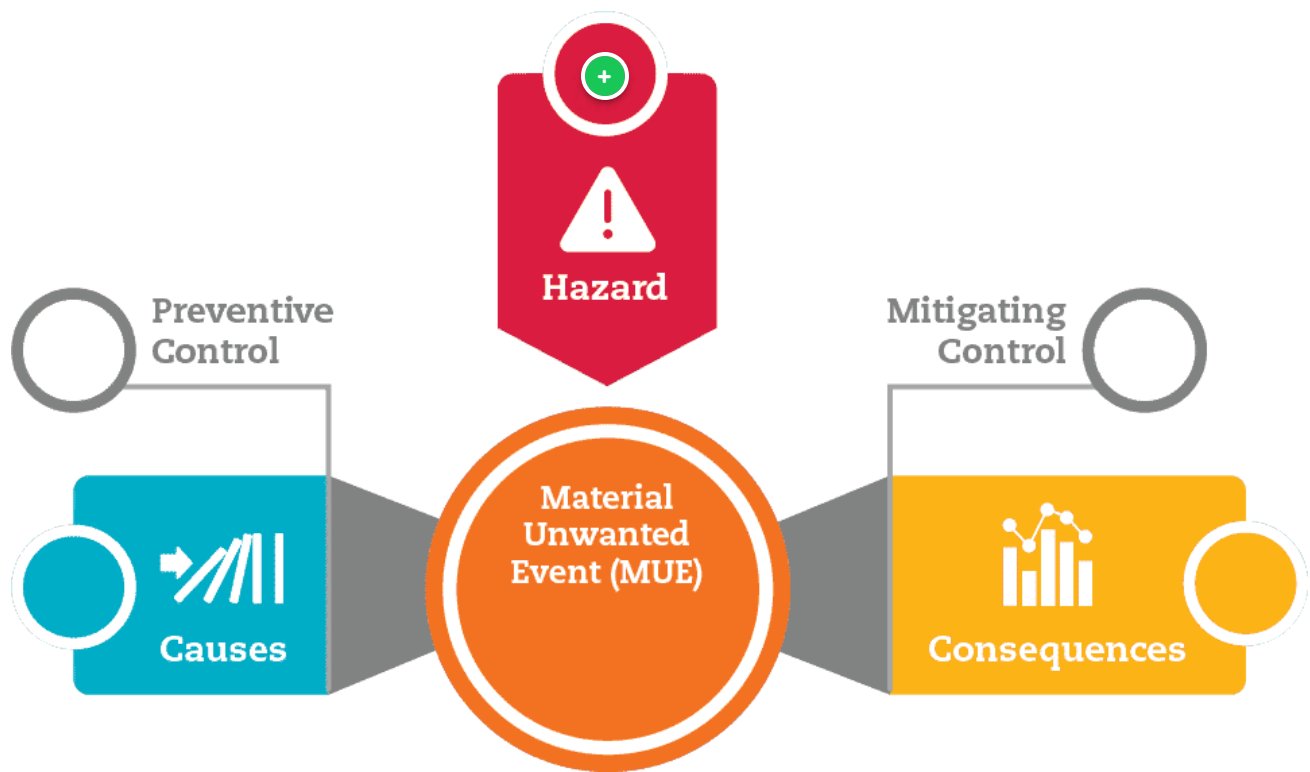 Hazard
Preventive
Control
Mitigating
Control
Material
Unwanted
Event (MUE)
Causes
Consequences